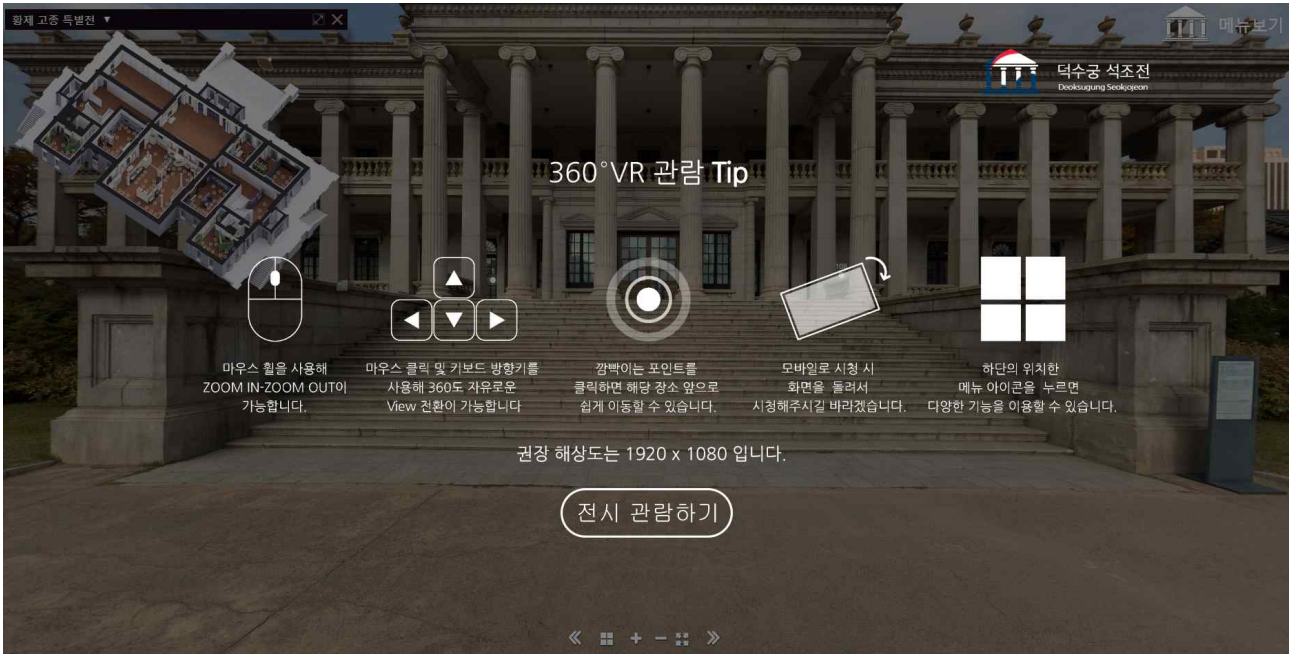 황제 고종 특별전 ▼
메뉴보기
덕수궁 석조전
Deoksugung Seokjojeon
360°VR 관람 Tip
마우스 휠을 사용해
ZOOM IN-ZOOM OUT이
가능합니다.
마우스 클릭 및 키보드 방향키를
사용해 360도 자유로운
View 전환이 가능합니다
깜빡이는 포인트를
클릭하면 해당 장소 앞으로
쉽게 이동할 수 있습니다.
모바일로 시청 시
화면을 돌려서
시청해주시길 바라겠습니다.
하단의 위치한
메뉴 아이콘을 누르면
다양한 기능을 이용할 수 있습니다.
권장 해상도는 1920 x 1080 입니다.
전시 관람하기